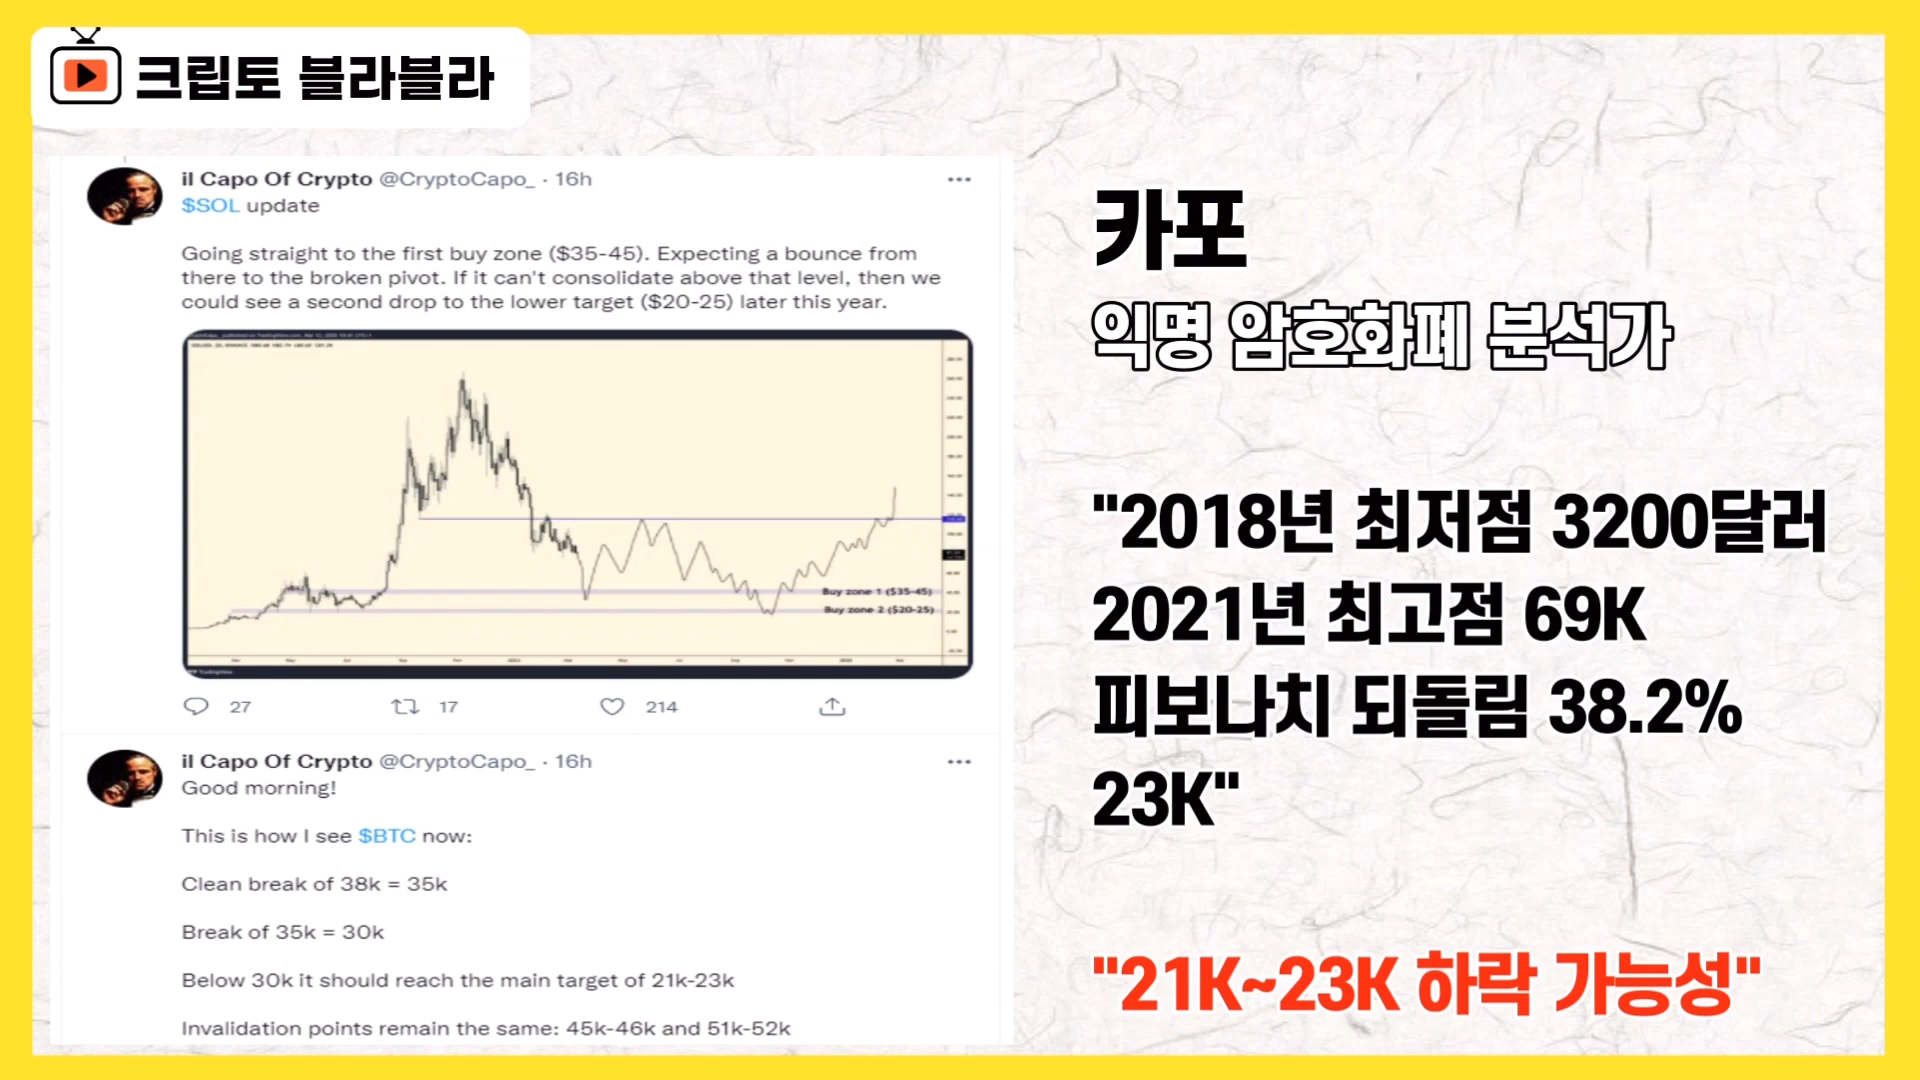 크립토 블라블라
il Capo Of Crypto @CryptoCapo_ · 16h
$SOL update
Going straight to the first buy zone ($35-45). Expecting a bounce from
there to the broken pivot. If it can't consolidate above that level, then we
could see a second drop to the lower target ($20-25) later this year.
Buy zone 1 ($35-45)
Buy zone 2 ($20-25)
27 17 214
il Capo Of Crypto @CryptoCapo_ · 16h
Good morning!
This is how I see $BTC now:
Clean break of 38k = 35k
Break of 35k = 30k
Below 30k it should reach the main target of 21k-23k
Invalidation points remain the same: 45k-46k and 51k-52k
카포
익명 암호화폐 분석가
"2018년 최저점 3200달러
2021년 최고점 69K
피보나치 되돌림 38.2%
23K"
"21K~23K 하락 가능성"